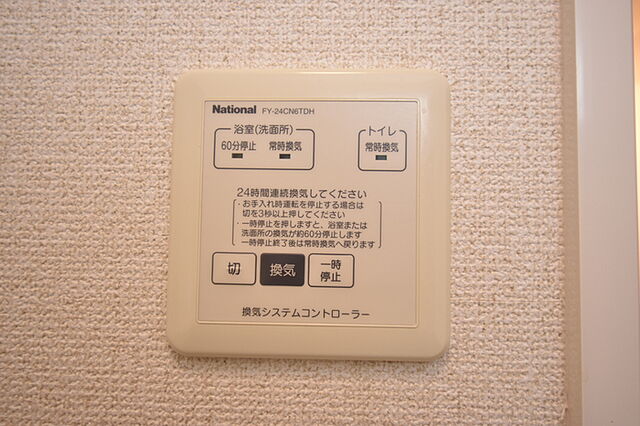 National FY-24CN6TDH
浴室(洗面所) トイレ
60分停止 常時換気 常時換気
24時間連続換気してください
・お手入れ時運転を停止する場合は
切を3秒以上押してください
・一時停止を押しますと、浴室または
洗面所の換気が約60分停止します
一時停止終了後は常時換気へ戻ります
切 換気 一時
停止
換気システムコントローラー